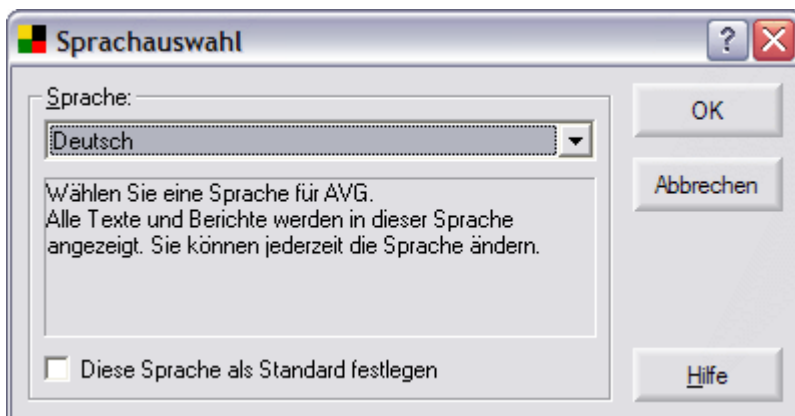 Sprachauswahl
Sprache:
Deutsch
Wählen Sie eine Sprache für AVG.
Alle Texte und Berichte werden in dieser Sprache
angezeigt. Sie können jederzeit die Sprache ändern.
Diese Sprache als Standard festlegen
OK
Abbrechen
Hilfe